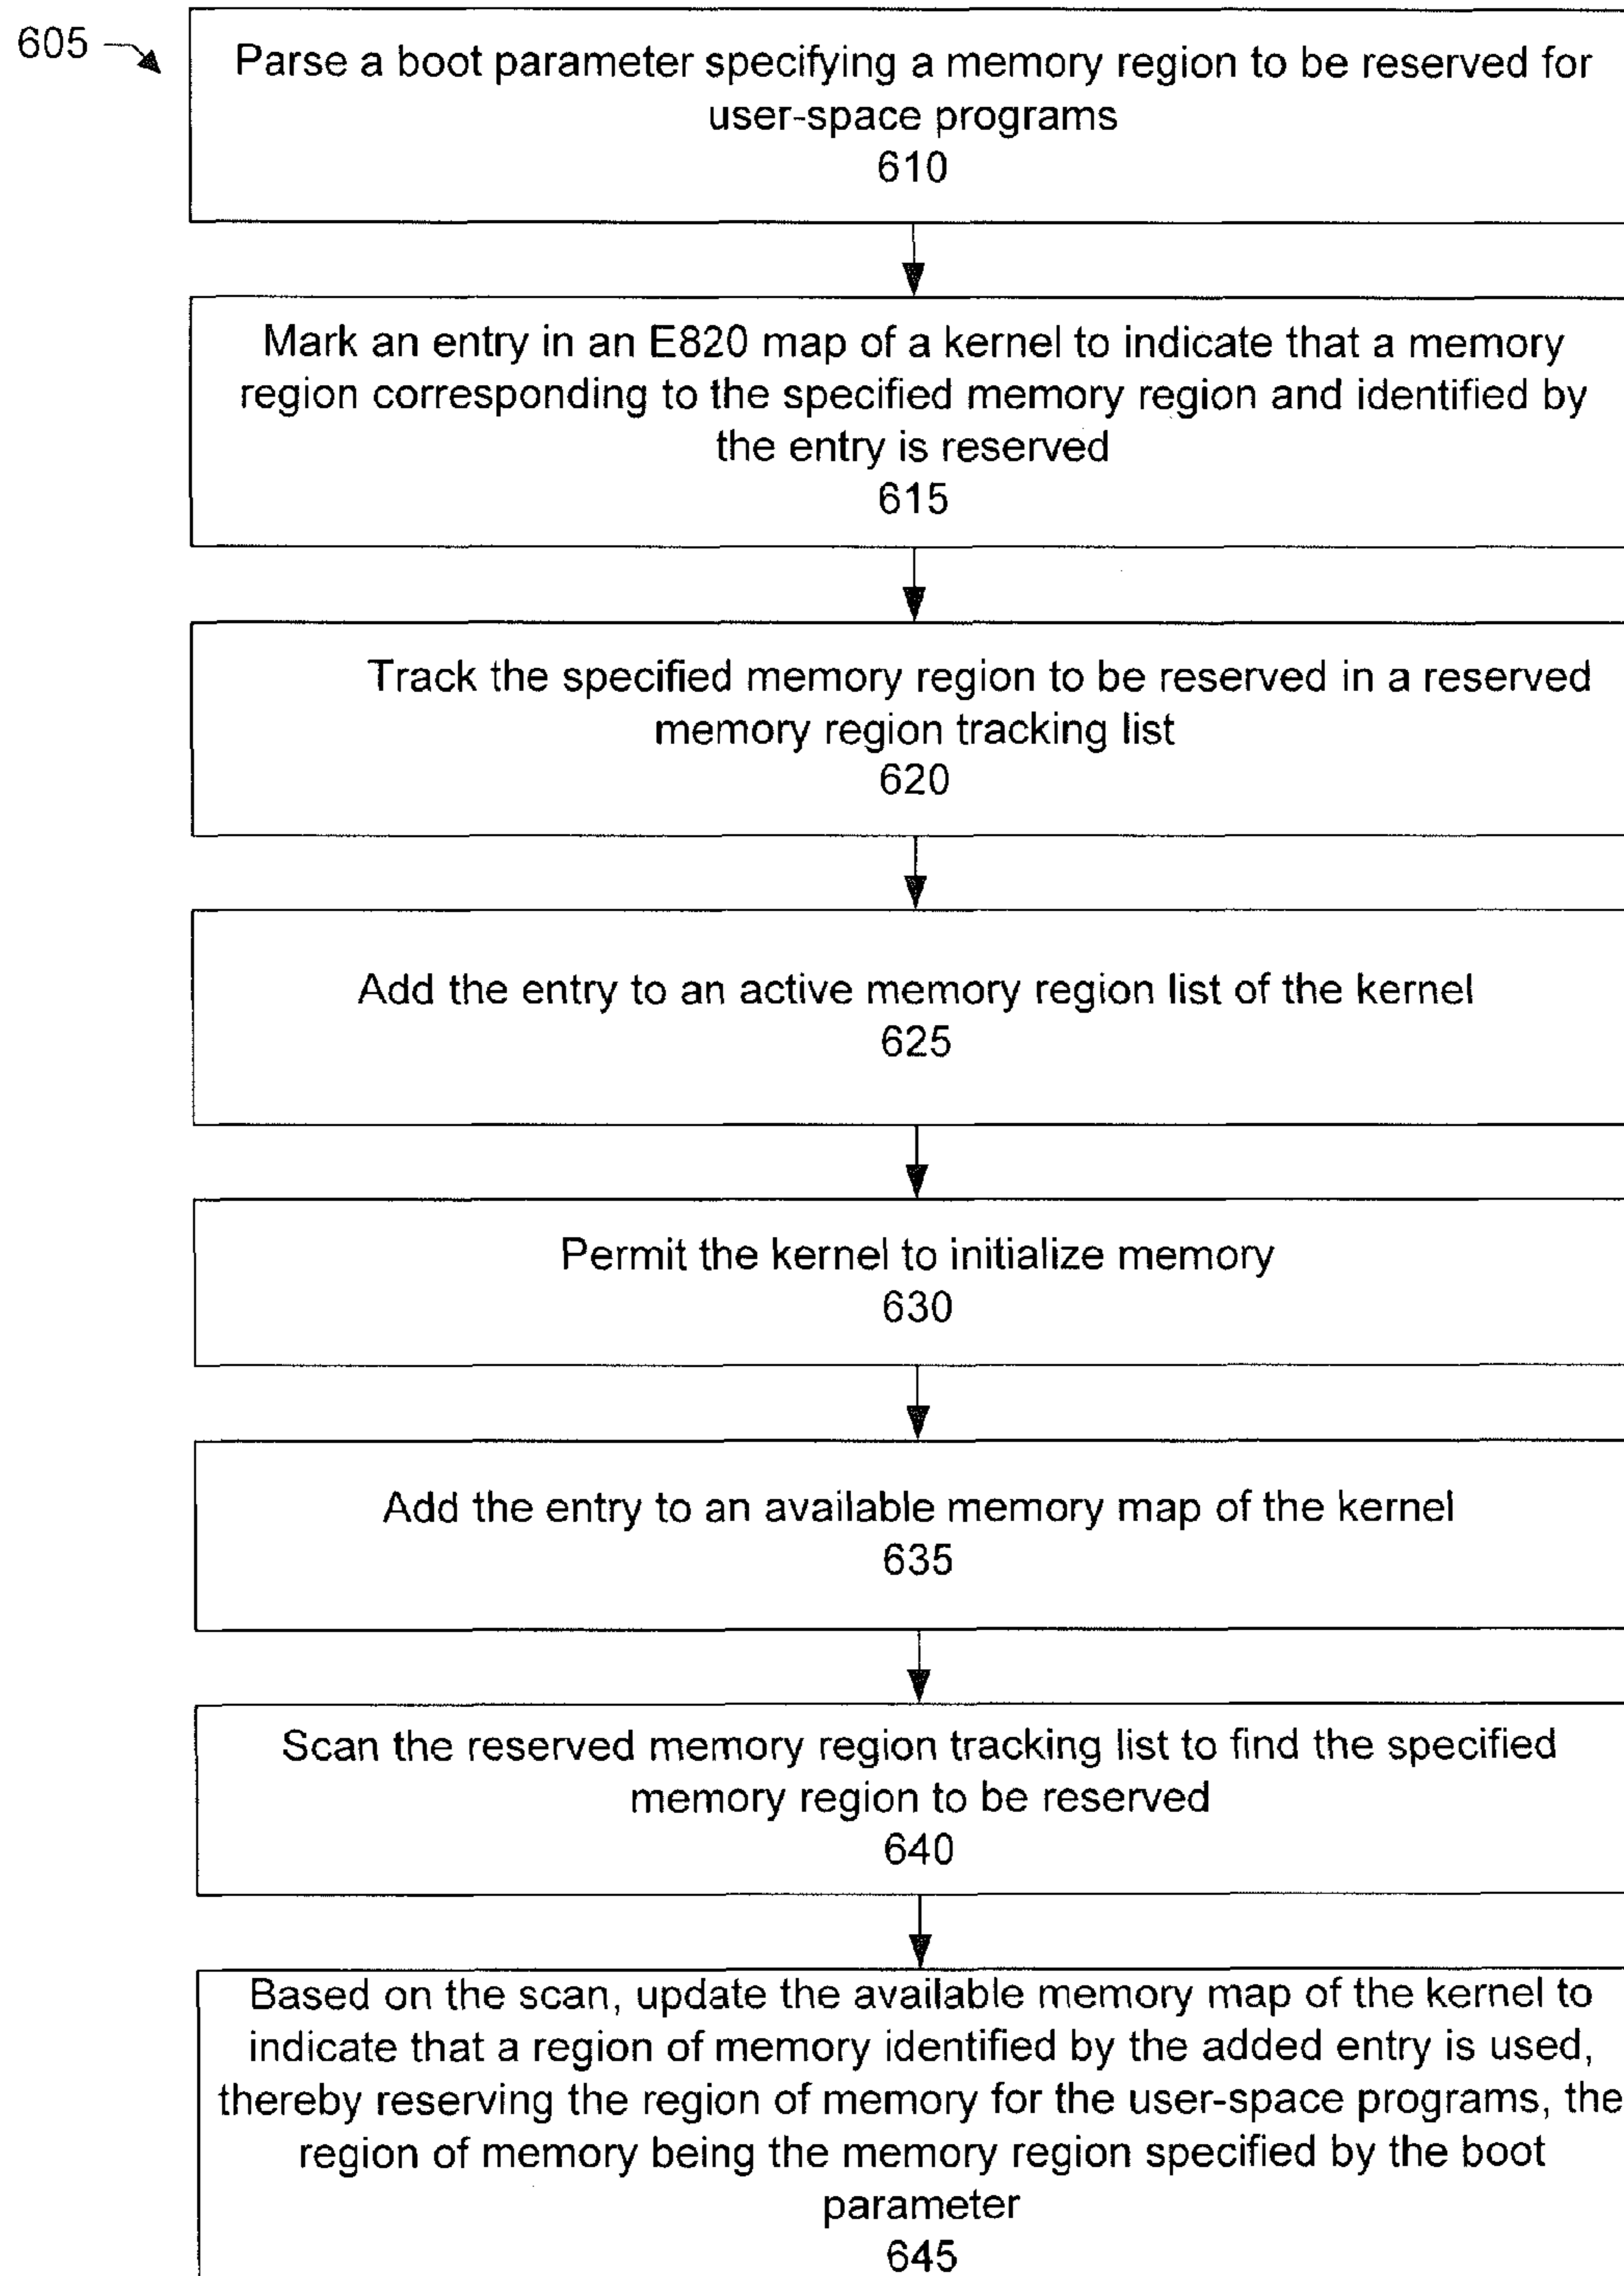 605
Parse a boot parameter specifying a memory region to be reserved for
user-space programs
610
Mark an entry in an E820 map of a kernel to indicate that a memory
region corresponding to the specified memory region and identified by
the entry is reserved
615
Track the specified memory region to be reserved in a reserved
memory region tracking list
620
Add the entry to an active memory region list of the kernel
625
Permit the kernel to initialize memory
630
Add the entry to an available memory map of the kernel
635
Scan the reserved memory region tracking list to find the specified
memory region to be reserved
640
Based on the scan, update the available memory map of the kernel to
indicate that a region of memory identified by the added entry is used,
thereby reserving the region of memory for the user-space programs, the
region of memory being the memory region specified by the boot
parameter
645